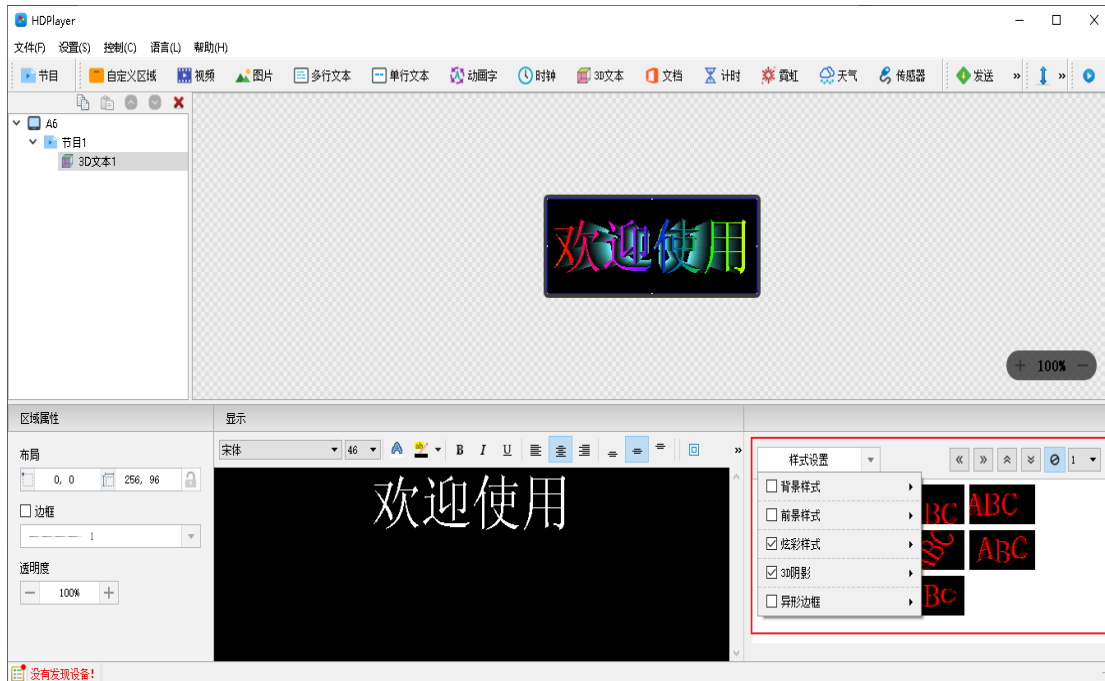 HDPlayer
文件(F) 设置(S) 控制(C) 语言(L) 帮助(H)
节目 自定义区域 视频 图片 多行文本 单行文本 动画字 时钟 3D文本 文档 计时 霓虹 天气 传感器 发送 » »
A6
节目1
3D文本1
欢迎使用
+ 100% −
区域属性 显示
布局
0, 0 256, 96
边框
1
透明度
− 100% +
宋体 46 B I U »
欢迎使用
样式设置 1
背景样式
前景样式
炫彩样式
3D阴影
异形边框
BC ABC
ABC ABC
BC
没有发现设备!